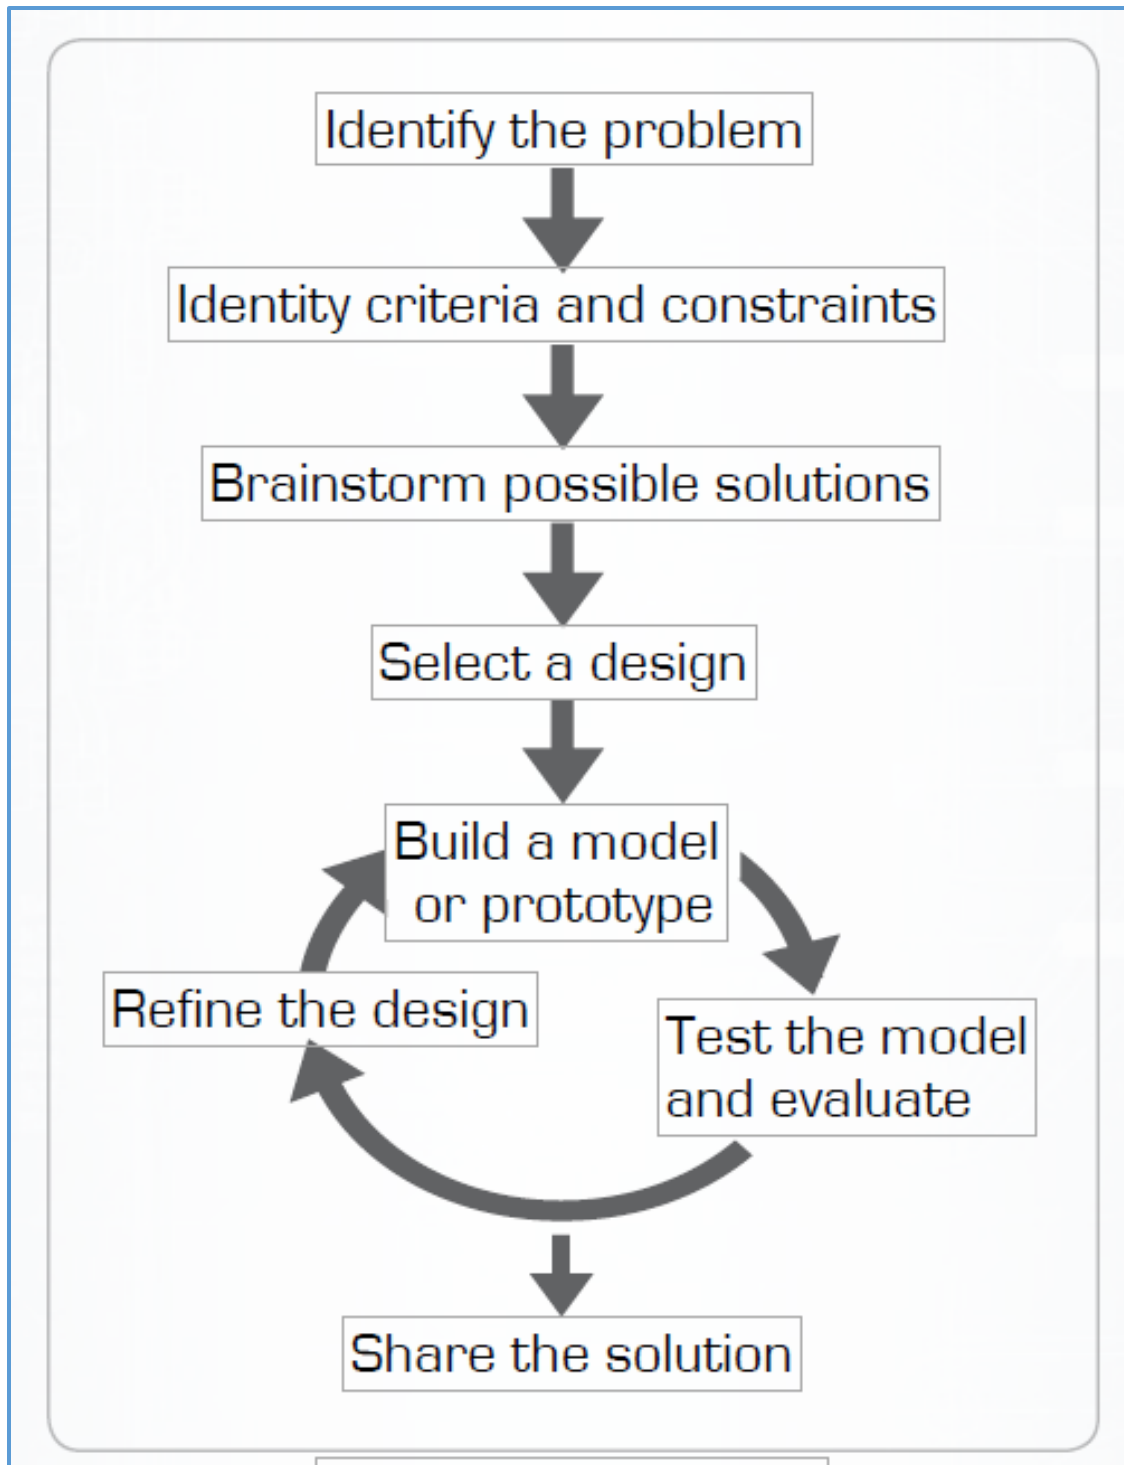 Identify the problem
Identity criteria and constraints
Brainstorm possible solutions
Select a design
Build a model
or prototype
Refine the design
Test the model
and evaluate
Share the solution